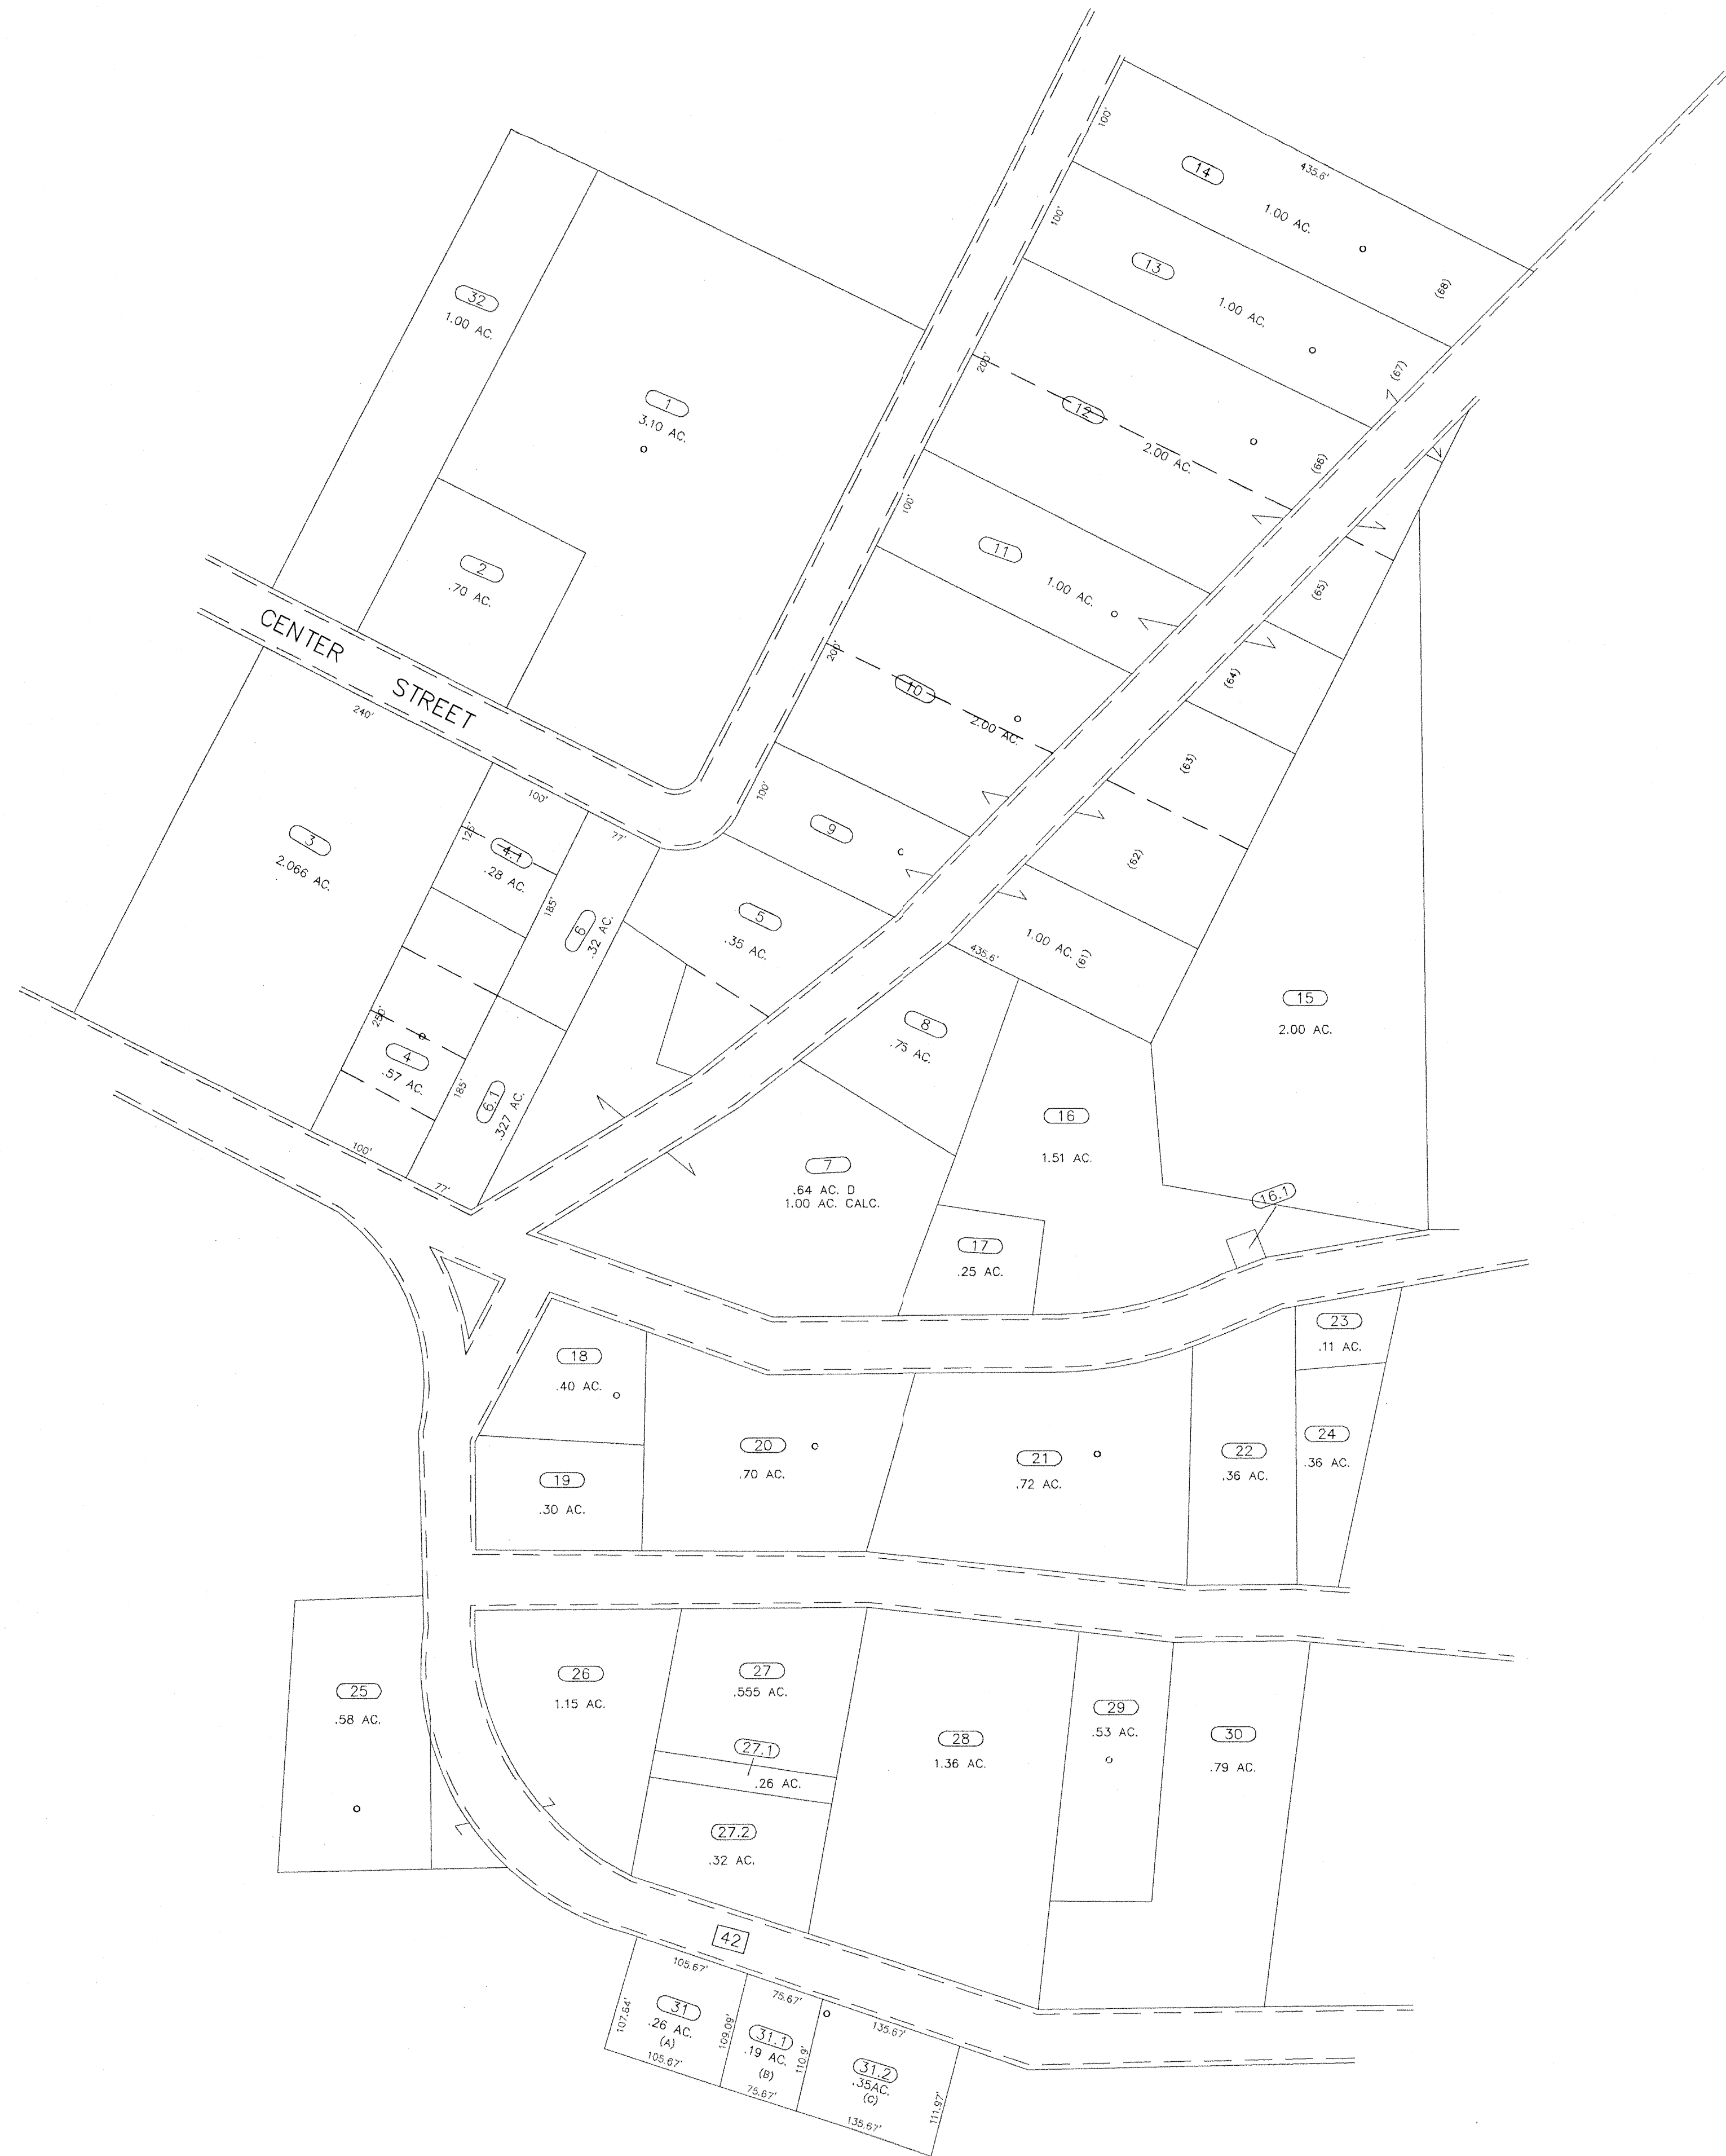 100'
14
435.6'
1.00 AC.
100'
13
1.00 AC.
(68)
32
1.00 AC.
200'
12
2.00 AC.
(67)
(66)
1
3.10 AC.
100'
11
1.00 AC.
(65)
2
.70 AC.
CENTER
STREET
240'
200'
10
2.00 AC.
(64)
(63)
100'
77'
100'
9
(62)
3
2.066 AC.
125'
4.1
.28 AC.
185'
6
.32 AC.
5
.35 AC.
1.00 AC.
(61)
435.6'
15
2.00 AC.
8
.75 AC.
250'
4
.57 AC.
185'
6.1
.327 AC.
100'
77'
16
1.51 AC.
7
.64 AC. D
1.00 AC. CALC.
16.1
17
.25 AC.
18
.40 AC.
23
.11 AC.
19
.30 AC.
20
.70 AC.
21
.72 AC.
22
.36 AC.
24
.36 AC.
25
.58 AC.
26
1.15 AC.
27
.555 AC.
27.1
.26 AC.
27.2
.32 AC.
28
1.36 AC.
29
.53 AC.
30
.79 AC.
42
105.67'
75.67'
135.67'
107.64'
31
.26 AC.
(A)
105.67'
109.09'
31.1
.19 AC.
(B)
75.67'
110.9'
31.2
.35AC.
(C)
135.67'
111.97'